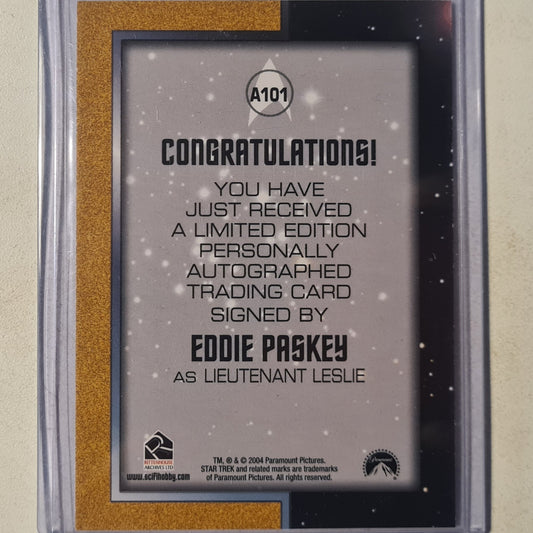 A101
CONGRATULATIONS!
YOU HAVE
JUST RECEIVED
A LIMITED EDITION
PERSONALLY
AUTOGRAPHED
TRADING CARD
SIGNED BY
EDDIE PASKEY
AS LIEUTENANT LESLIE
RITTENHOUSE
ARCHIVES LTD
www.scifihobby.com
TM, ® & © 2004 Paramount Pictures.
STAR TREK and related marks are trademarks
of Paramount Pictures. All rights reserved.